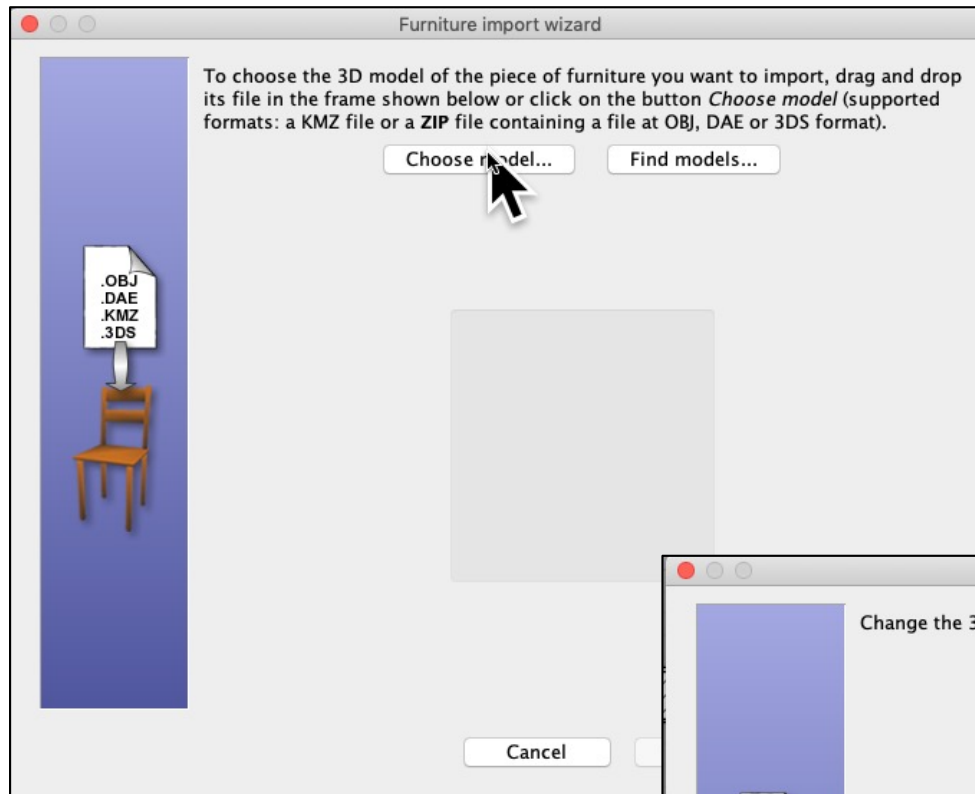 Furniture import wizard
To choose the 3D model of the piece of furniture you want to import, drag and drop
its file in the frame shown below or click on the button Choose model (supported
formats: a KMZ file or a ZIP file containing a file at OBJ, DAE or 3DS format).
Choose model... Find models...
.OBJ
.DAE
.KMZ
.3DS
Change the 3
Cancel